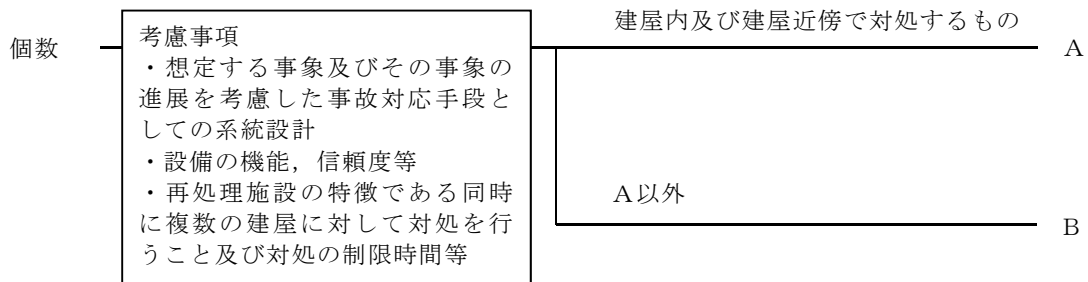 個数
考慮事項
・想定する事象及びその事象の
進展を考慮した事故対応手段と
しての系統設計
・設備の機能，信頼度等
・再処理施設の特徴である同時
に複数の建屋に対して対処を行
うこと及び対処の制限時間等
建屋内及び建屋近傍で対処するもの
A
A以外
B